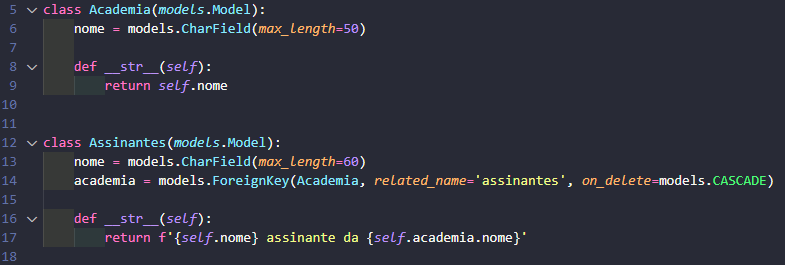 5 class Academia(models.Model):
6     nome = models.CharField(max_length=50)
7
8     def __str__(self):
9         return self.nome
10
11
12 class Assinantes(models.Model):
13     nome = models.CharField(max_length=60)
14     academia = models.ForeignKey(Academia, related_name='assinantes', on_delete=models.CASCADE)
15
16     def __str__(self):
17         return f'{self.nome} assinante da {self.academia.nome}'
18